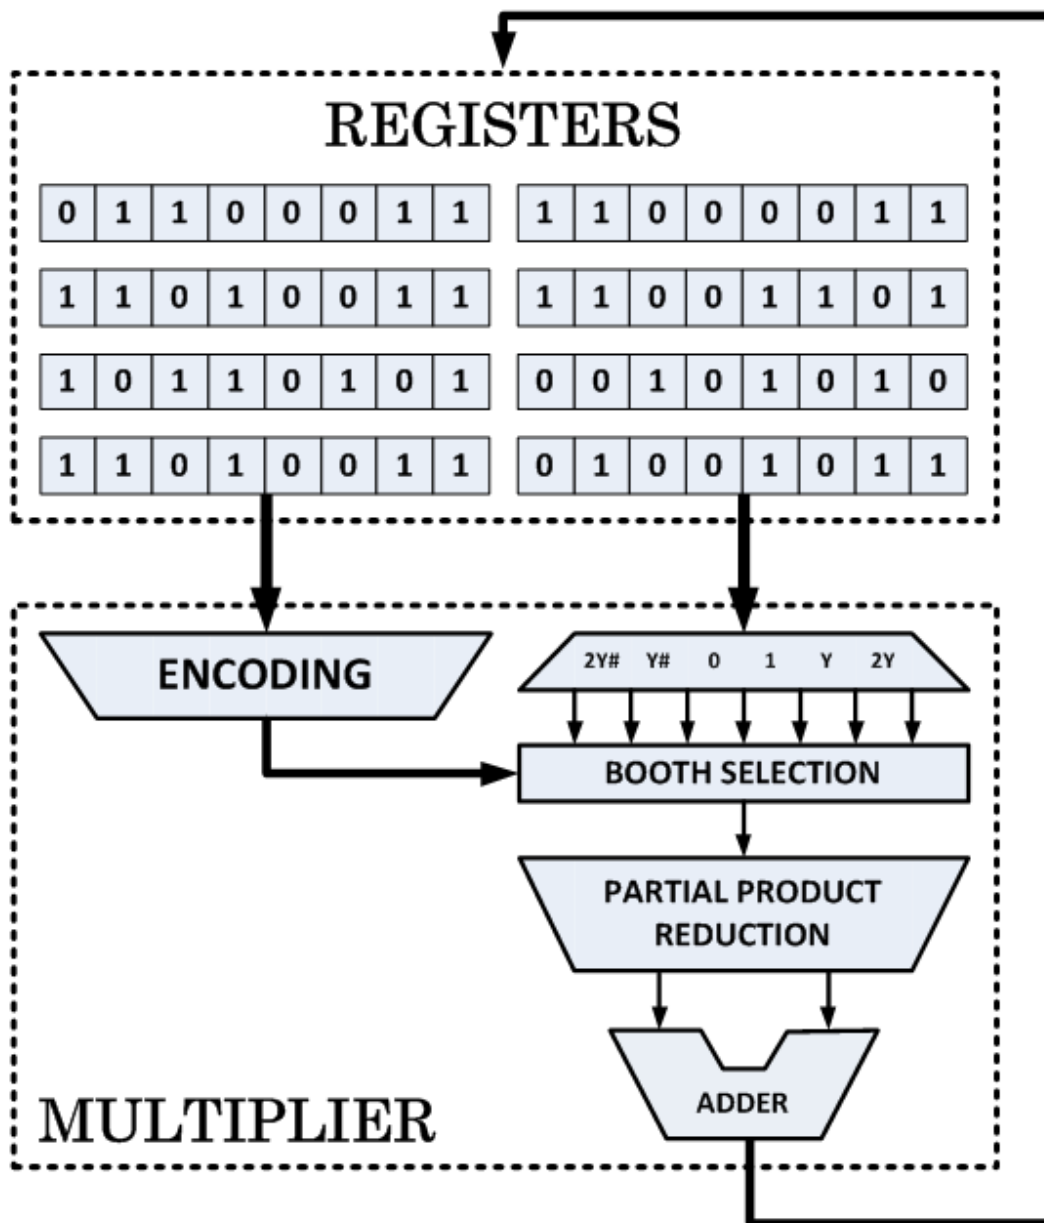 REGISTERS
0 1 1 0 0 0 1 1 1 1 0 0 0 0 1 1
1 1 0 1 0 0 1 1 1 1 0 0 1 1 0 1
1 0 1 1 0 1 0 1 0 0 1 0 1 0 1 0
1 1 0 1 0 0 1 1 0 1 0 0 1 0 1 1
ENCODING
2Y# Y# 0 1 Y 2Y
BOOTH SELECTION
PARTIAL PRODUCT
REDUCTION
ADDER
MULTIPLIER